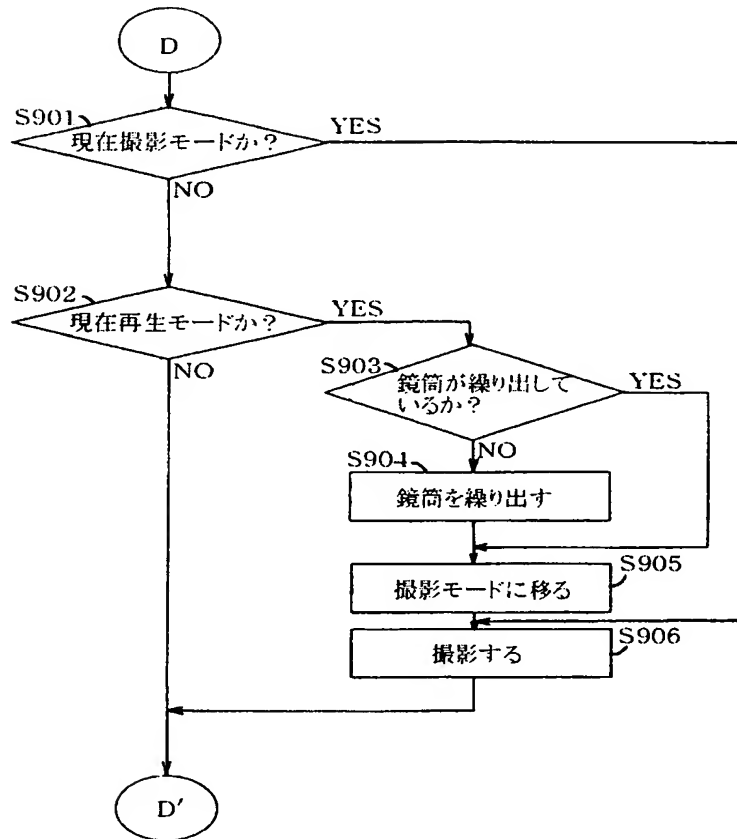 D
S901
現在撮影モードか?
YES
NO
S902
現在再生モードか?
YES
NO
S903
鏡筒が繰り出して
いるか?
YES
NO
S904
鏡筒を繰り出す
S905
撮影モードに移る
S906
撮影する
D'